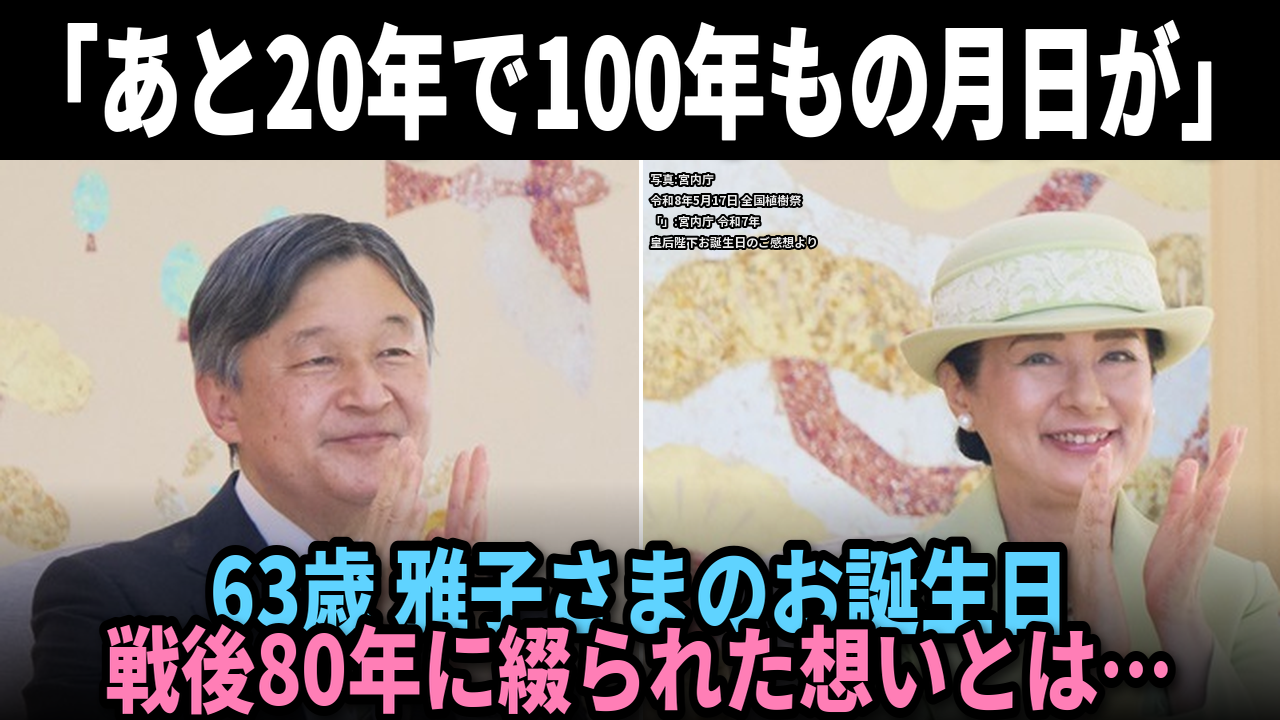 「あと20年で100年もの月日が」
写真:宮内庁
令和8年5月17日 全国植樹祭
「」:宮内庁 令和7年
皇后陛下お誕生日のご感想より
63歳 雅子さまのお誕生日
戦後80年に綴られた想いとは…